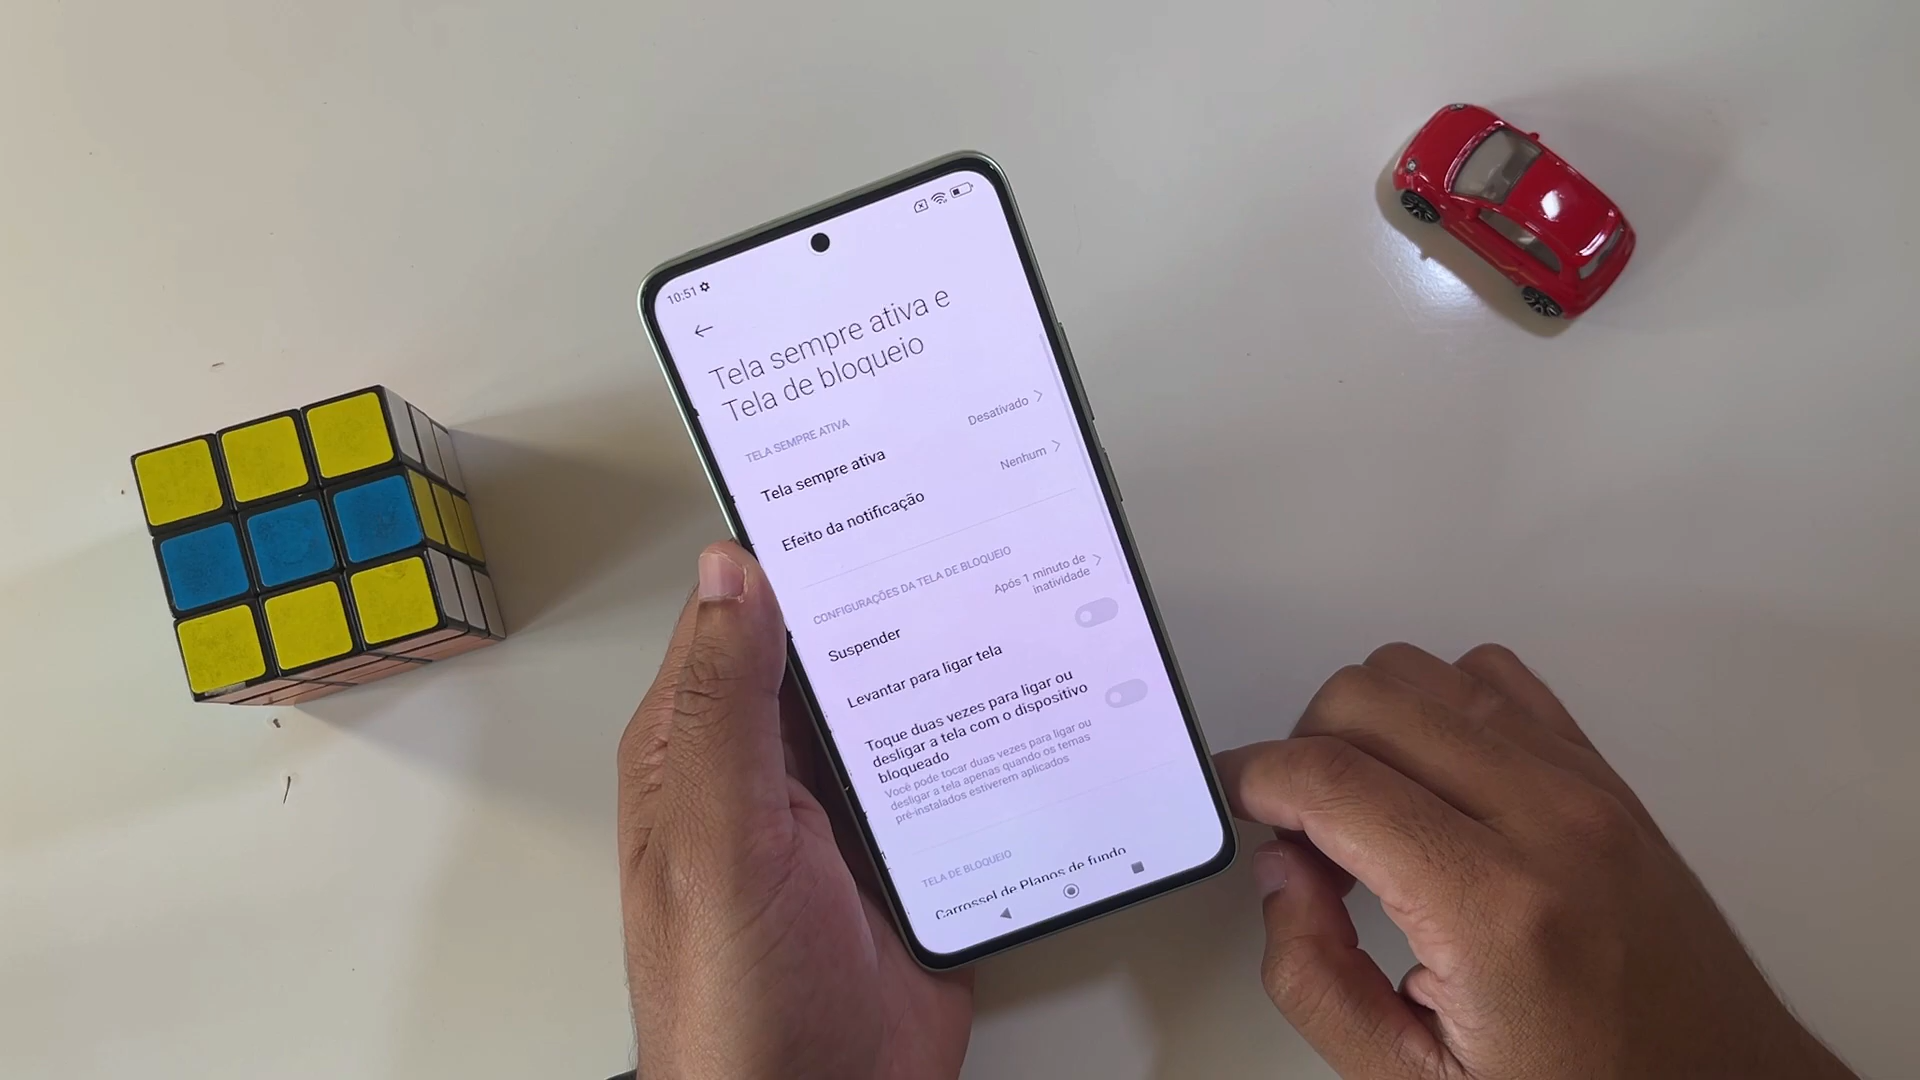 10:51
Tela sempre ativa e
Tela de bloqueio
TELA SEMPRE ATIVA
Tela sempre ativa
Desativado
Efeito da notificação
Nenhum
CONFIGURAÇÕES DA TELA DE BLOQUEIO
Suspender
Após 1 minuto de
inatividade
Levantar para ligar tela
Toque duas vezes para ligar ou
desligar a tela com o dispositivo
bloqueado
Você pode tocar duas vezes para ligar ou
desligar a tela apenas quando os temas
pré-instalados estiverem aplicados
TELA DE BLOQUEIO
Carrossel de Planos de fundo